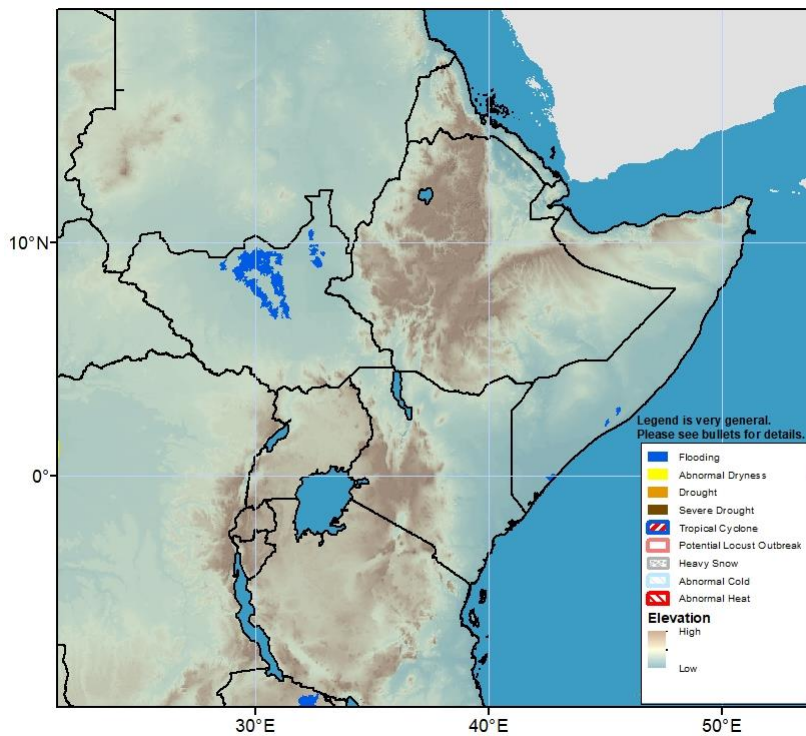 10°N
0°
Legend is very general.
Please see bullets for details.
Flooding
Abnormal Dryness
Drought
Severe Drought
Tropical Cyclone
Potential Locust Outbreak
Heavy Snow
Abnormal Cold
Abnormal Heat
Elevation
High
Low
30°E 40°E 50°E